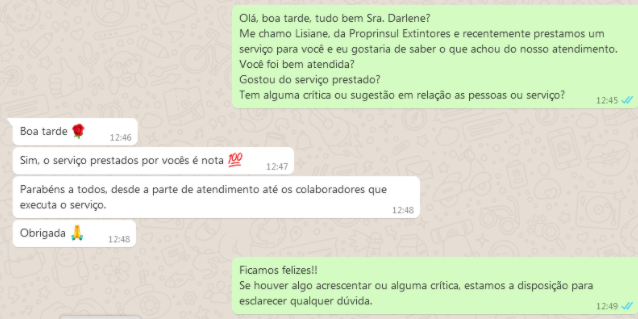 Olá, boa tarde, tudo bem Sra. Darlene?
Me chamo Lisiane, da Proprinsul Extintores e recentemente prestamos um
serviço para você e eu gostaria de saber o que achou do nosso atendimento.
Você foi bem atendida?
Gostou do serviço prestado?
Tem alguma crítica ou sugestão em relação as pessoas ou serviço?
12:45
Boa tarde 🌹
12:46
Sim, o serviço prestados por vocês é nota 💯
12:47
Parabéns a todos, desde a parte de atendimento até os colaboradores que
executa o serviço.
12:48
Obrigada 🙏
12:48
Ficamos felizes!!
Se houver algo acrescentar ou alguma crítica, estamos a disposição para
esclarecer qualquer dúvida.
12:49